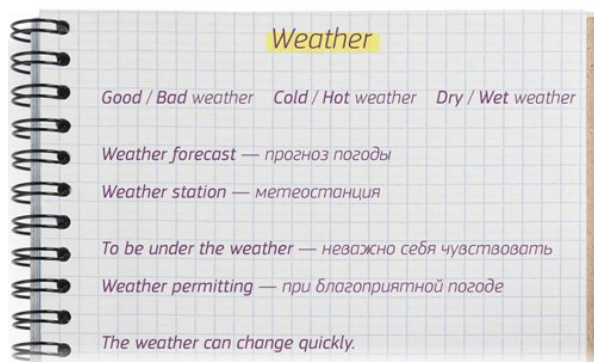 Weather
Good / Bad weather Cold / Hot weather Dry / Wet weather
Weather forecast — прогноз погоды
Weather station — метеостанция
To be under the weather — неважно себя чувствовать
Weather permitting — при благоприятной погоде
The weather can change quickly.